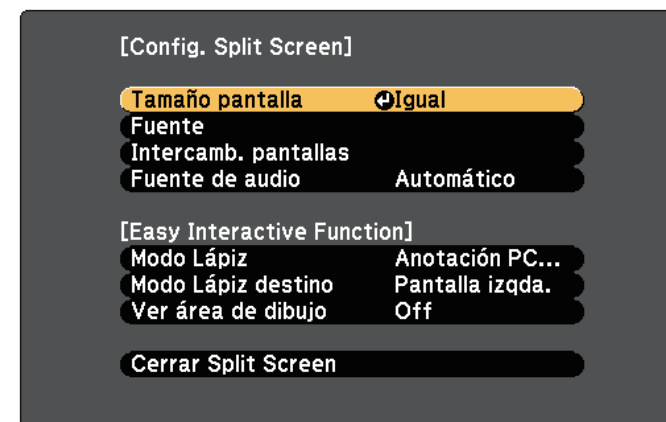 [Config. Split Screen]
Tamaño pantalla Igual
Fuente
Intercamb. pantallas
Fuente de audio Automático
[Easy Interactive Function]
Modo Lápiz Anotación PC...
Modo Lápiz destino Pantalla izqda.
Ver área de dibujo Off
Cerrar Split Screen